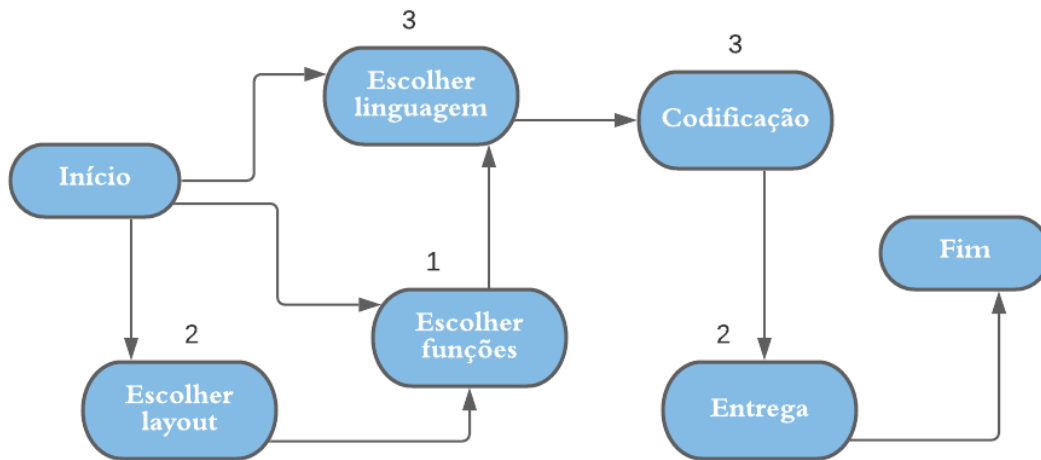 3
Escolher
linguagem
3
Codificação
Início
Fim
1
Escolher
funções
2
Escolher
layout
2
Entrega